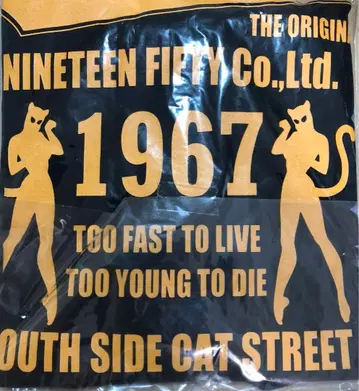 THE ORIGIN
NINETEEN FIFTY Co.,Ltd.
1967
TOO FAST TO LIVE
TOO YOUNG TO DIE
OUTH SIDE CAT STREET